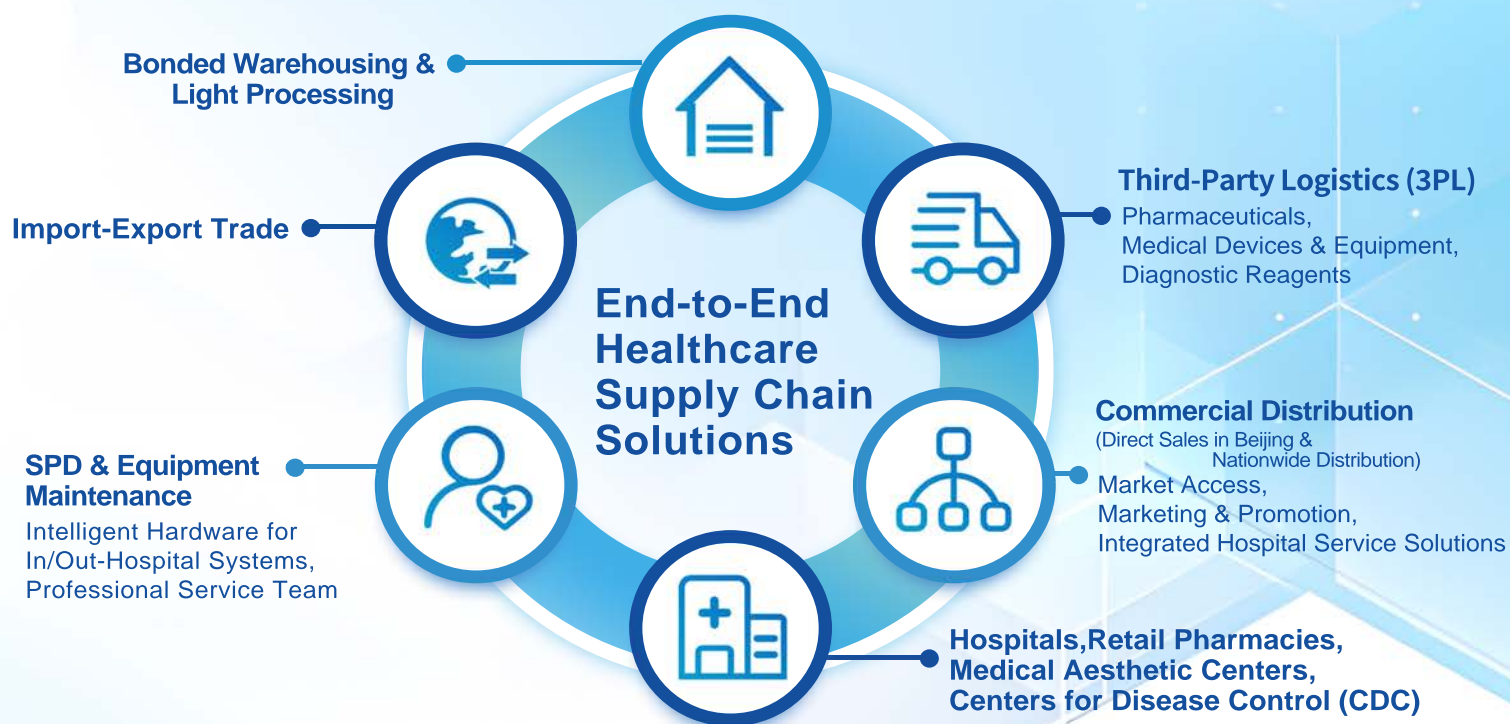 Bonded Warehousing &
Light Processing
Third-Party Logistics (3PL)
Pharmaceuticals,
Medical Devices & Equipment,
Diagnostic Reagents
Import-Export Trade
End-to-End
Healthcare
Supply Chain
Solutions
Commercial Distribution
(Direct Sales in Beijing &
Nationwide Distribution)
Market Access,
Marketing & Promotion,
Integrated Hospital Service Solutions
SPD & Equipment
Maintenance
Intelligent Hardware for
In/Out-Hospital Systems,
Professional Service Team
Hospitals,Retail Pharmacies,
Medical Aesthetic Centers,
Centers for Disease Control (CDC)